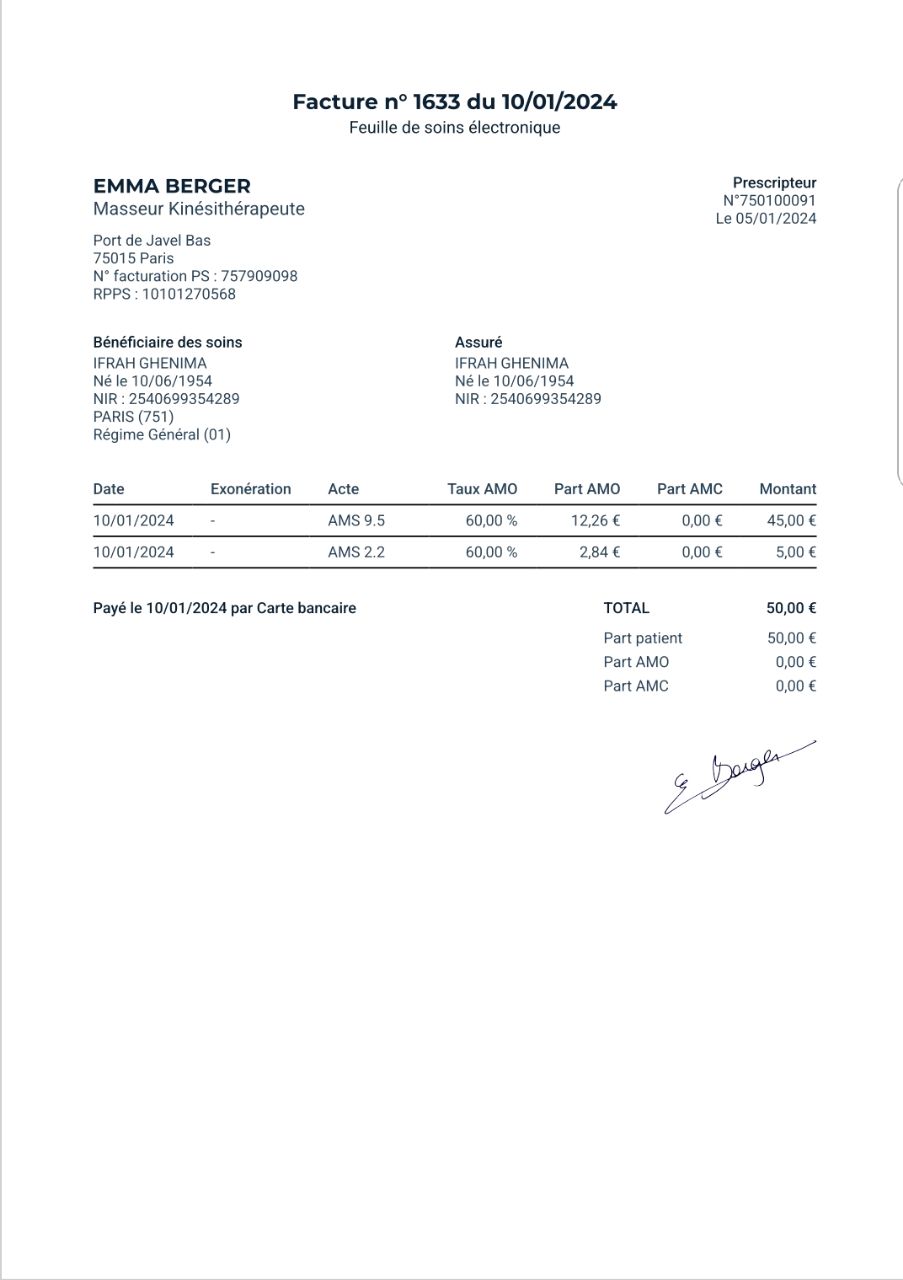 Facture n° 1633 du 10/01/2024
Feuille de soins électronique
EMMA BERGER
Masseur Kinésithérapeute
Port de Javel Bas
75015 Paris
N° facturation PS : 757909098
RPPS : 10101270568
Prescripteur
N°750100091
Le 05/01/2024
Bénéficiaire des soins
IFRAH GHENIMA
Né le 10/06/1954
NIR : 2540699354289
PARIS (751)
Régime Général (01)
Assuré
IFRAH GHENIMA
Né le 10/06/1954
NIR : 2540699354289
Date Exonération Acte Taux AMO Part AMO Part AMC Montant
10/01/2024 - AMS 9.5 60,00 % 12,26 € 0,00 € 45,00 €
10/01/2024 - AMS 2.2 60,00 % 2,84 € 0,00 € 5,00 €
Payé le 10/01/2024 par Carte bancaire
TOTAL 50,00 €
Part patient 50,00 €
Part AMO 0,00 €
Part AMC 0,00 €
E Berger